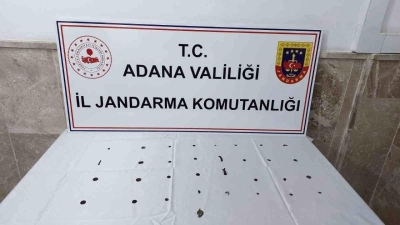 T.C.
ADANA VALİLİĞİ
İL JANDARMA KOMUTANLIĞI